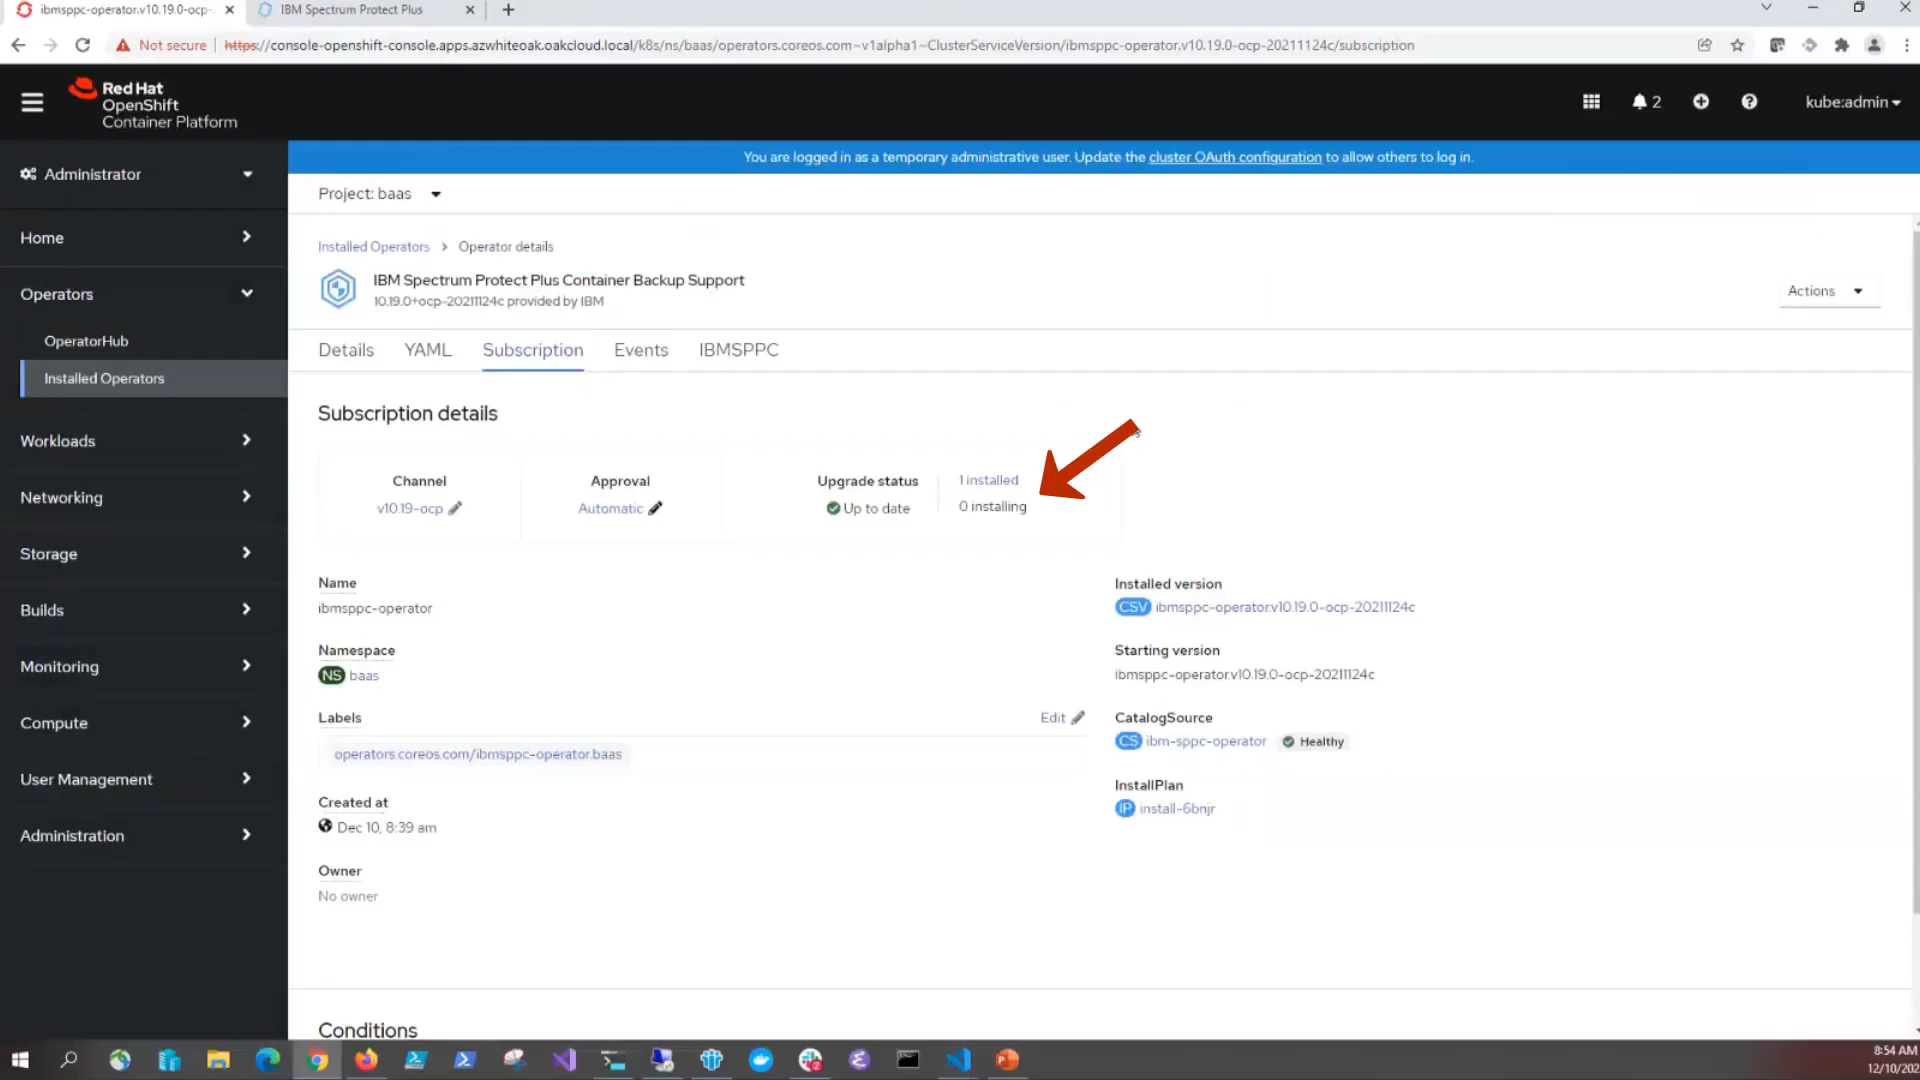 ibmsppc-operator.v10.19.0-ocp-
IBM Spectrum Protect Plus
Not secure
https://console-openshift-console.apps.azwhiteoak.oakcloud.local/k8s/ns/baas/operators.coreos.com~v1alpha1~ClusterServiceVersion/ibmsppc-operator.v10.19.0-ocp-20211124c/subscription
Red Hat
OpenShift
Container Platform
2
kube:admin
Administrator
Home
Operators
OperatorHub
Installed Operators
Workloads
Networking
Storage
Builds
Monitoring
Compute
User Management
Administration
You are logged in as a temporary administrative user. Update the cluster OAuth configuration to allow others to log in.
Project: baas
Installed Operators > Operator details
IBM Spectrum Protect Plus Container Backup Support
10.19.0+ocp-20211124c provided by IBM
Actions
Details
YAML
Subscription
Events
IBMSPPC
Subscription details
Channel
v10.19-ocp
Approval
Automatic
Upgrade status
Up to date
1 installed
0 installing
Name
ibmsppc-operator
Namespace
NS baas
Labels
Edit
operators.coreos.com/ibmsppc-operator.baas
Created at
Dec 10, 8:39 am
Owner
No owner
Installed version
CSV ibmsppc-operator.v10.19.0-ocp-20211124c
Starting version
ibmsppc-operator.v10.19.0-ocp-20211124c
CatalogSource
CS ibm-sppc-operator
Healthy
InstallPlan
IP install-6bnjr
Conditions
8:54 AM
12/10/202